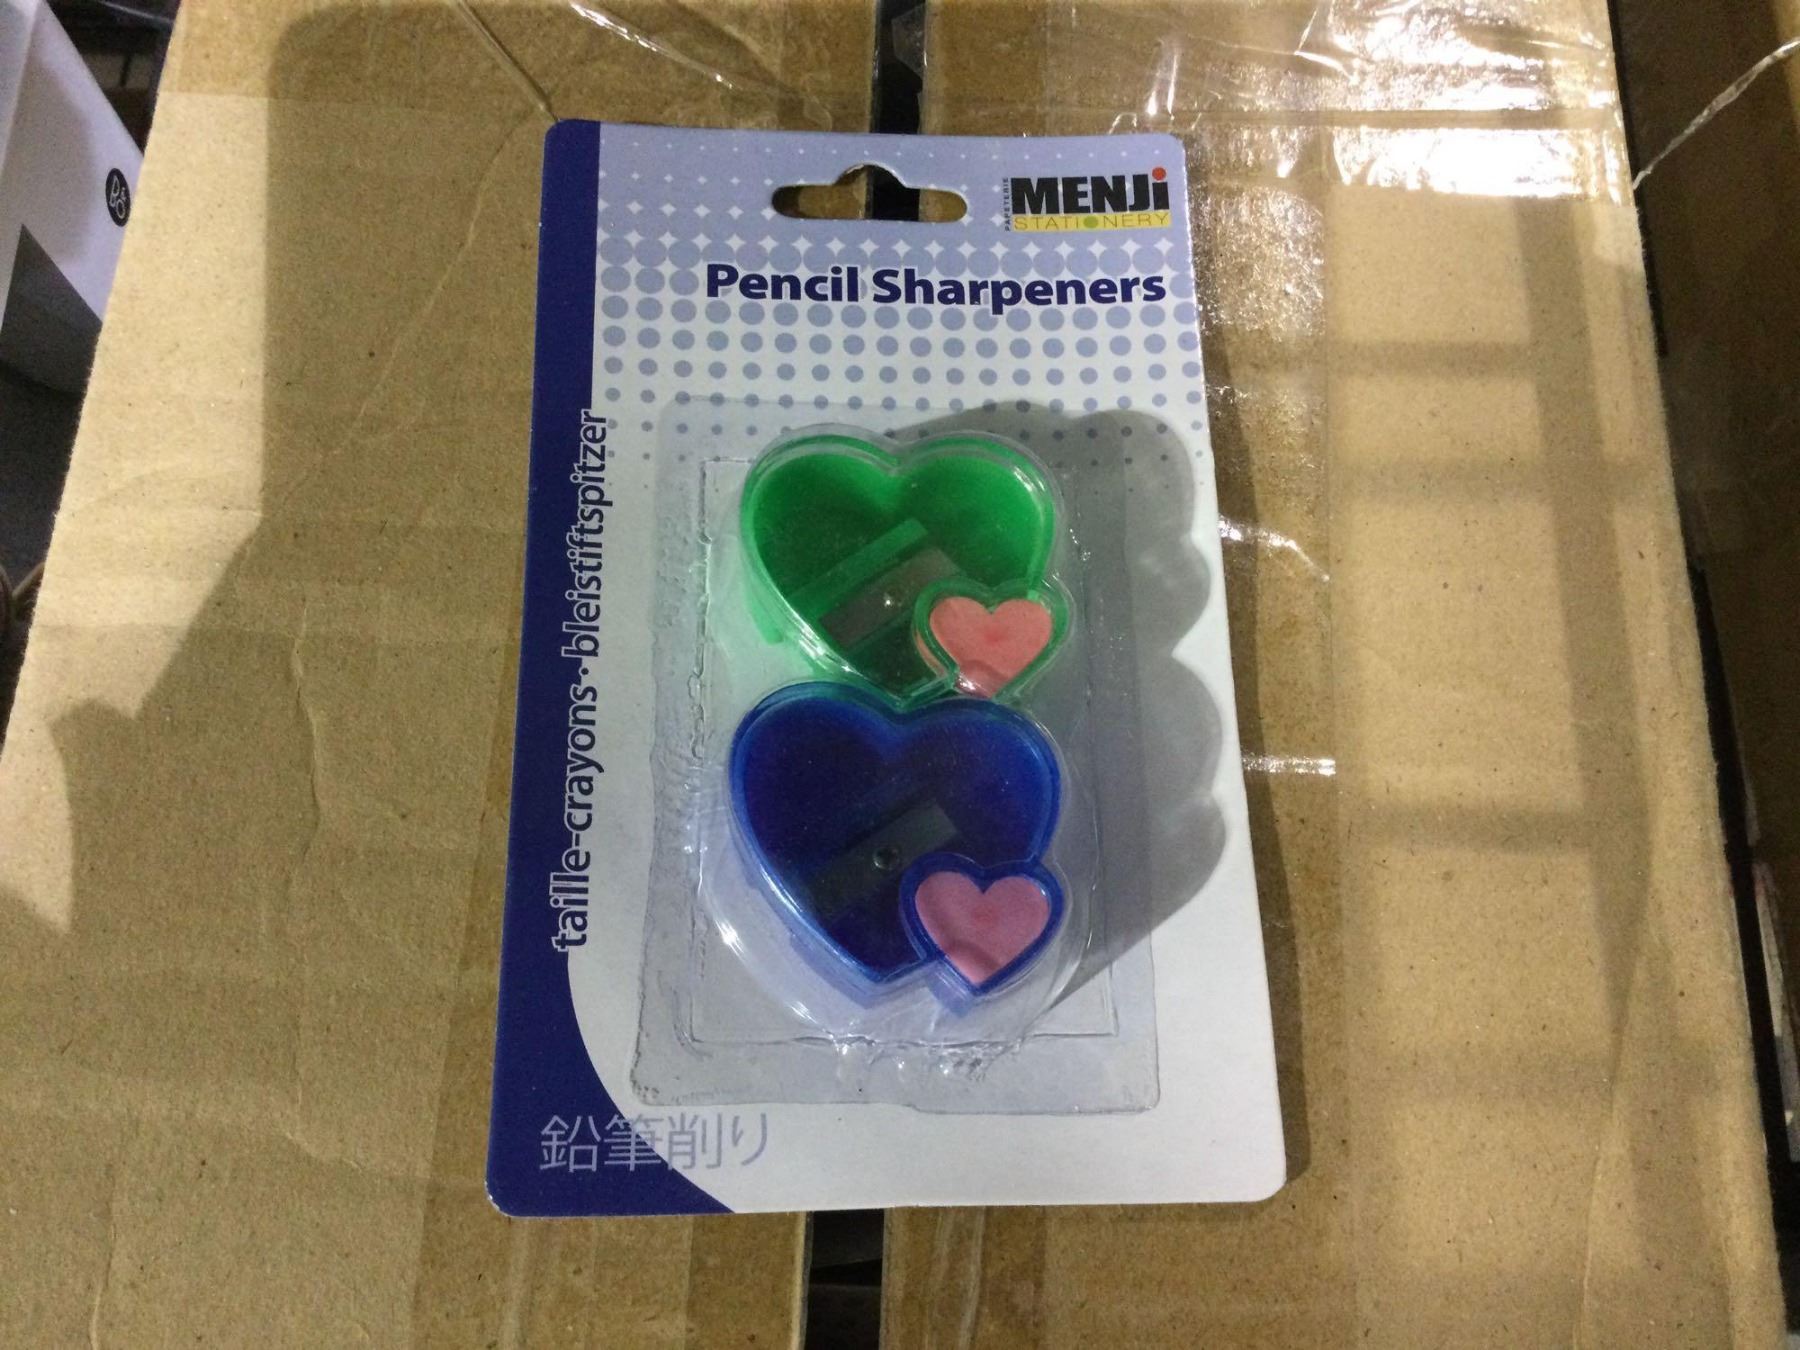 PAPETERIE
MENJi
STATIONERY
Pencil Sharpeners
taille-crayons · bleistiftspitzer
鉛筆削り